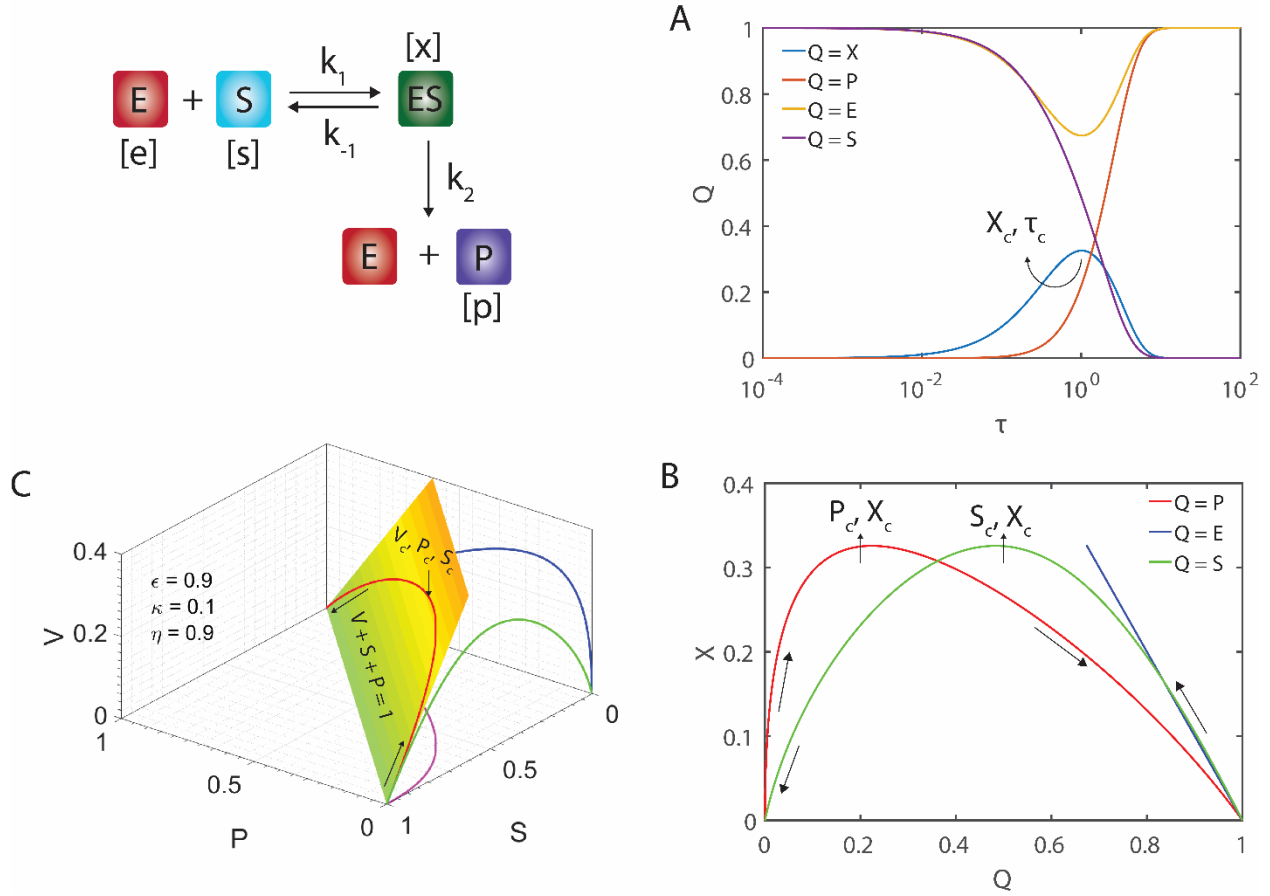 [x]
k1
E + S
ES
k-1
[e]
[s]
k2
E + P
[p]
A
1
0.8
0.6
0.4
0.2
0
Q
Q = X
Q = P
Q = E
Q = S
Xc, τc
10-4
10-2
100
102
τ
C
0.4
0.2
0
V
ϵ = 0.9
κ = 0.1
η = 0.9
Vc, Pc, Sc
V + S + P = 1
1
0.5
0
P
1
0.5
0
S
B
0.4
0.3
0.2
0.1
0
X
Pc, Xc
Sc, Xc
Q = P
Q = E
Q = S
0
0.2
0.4
0.6
0.8
1
Q